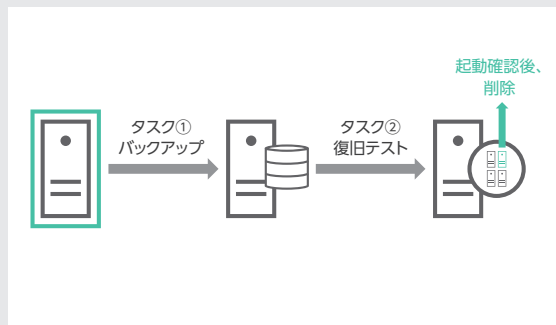 起動確認後、
削除
タスク①
バックアップ
タスク②
復旧テスト